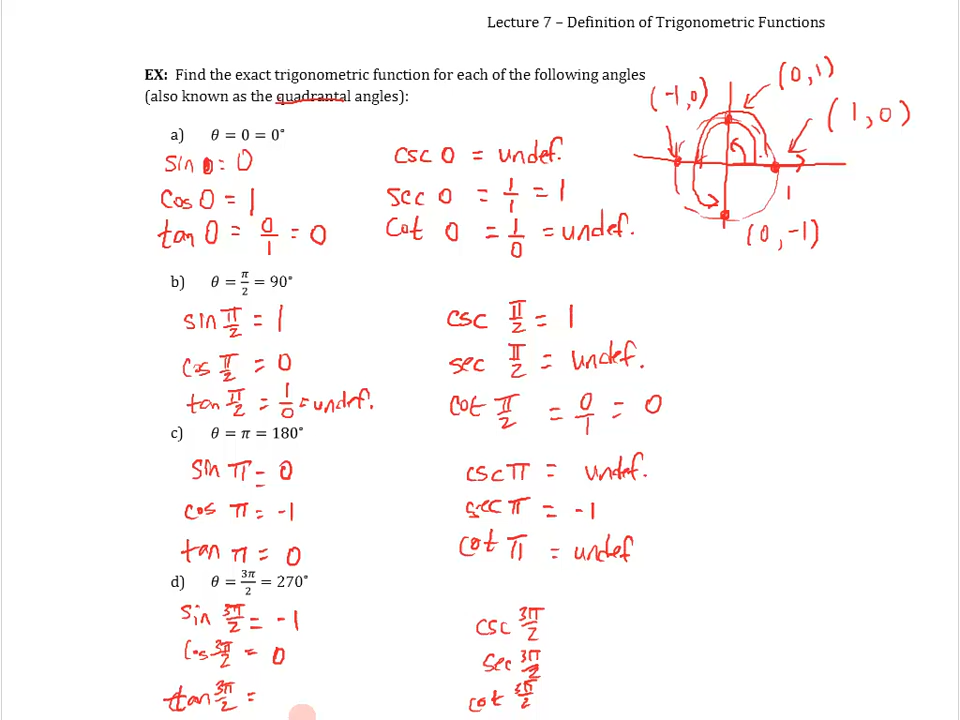 Lecture 7 – Definition of Trigonometric Functions
EX: Find the exact trigonometric function for each of the following angles
(also known as the quadrantal angles):
(-1,0)
(0,1)
(1,0)
1
(0,-1)
a) θ = 0 = 0°
sin 0 = 0
csc 0 = undef.
cos 0 = 1
sec 0 = 1/1 = 1
tan 0 = 0/1 = 0
cot 0 = 1/0 = undef.
b) θ = π/2 = 90°
sin π/2 = 1
csc π/2 = 1
cos π/2 = 0
sec π/2 = undef.
tan π/2 = 1/0 = undef.
cot π/2 = 0/1 = 0
c) θ = π = 180°
sin π = 0
csc π = undef.
cos π = -1
sec π = -1
tan π = 0
cot π = undef
d) θ = 3π/2 = 270°
sin 3π/2 = -1
csc 3π/2
cos 3π/2 = 0
sec 3π/2
tan 3π/2 =
cot 3π/2